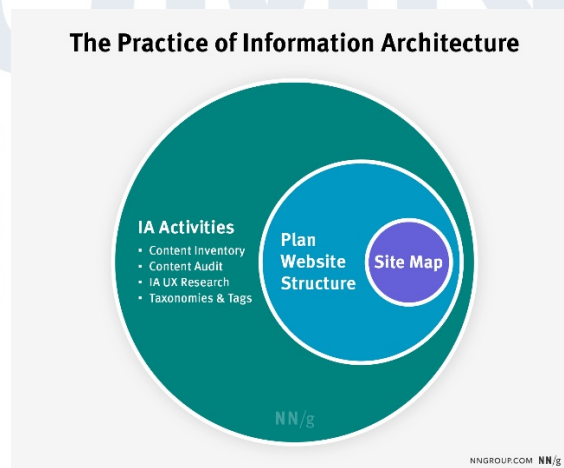 The Practice of Information Architecture
IA Activities
▪ Content Inventory
▪ Content Audit
▪ IA UX Research
▪ Taxonomies & Tags
Plan
Website
Structure
Site Map
NN/g
NNGROUP.COM NN/g